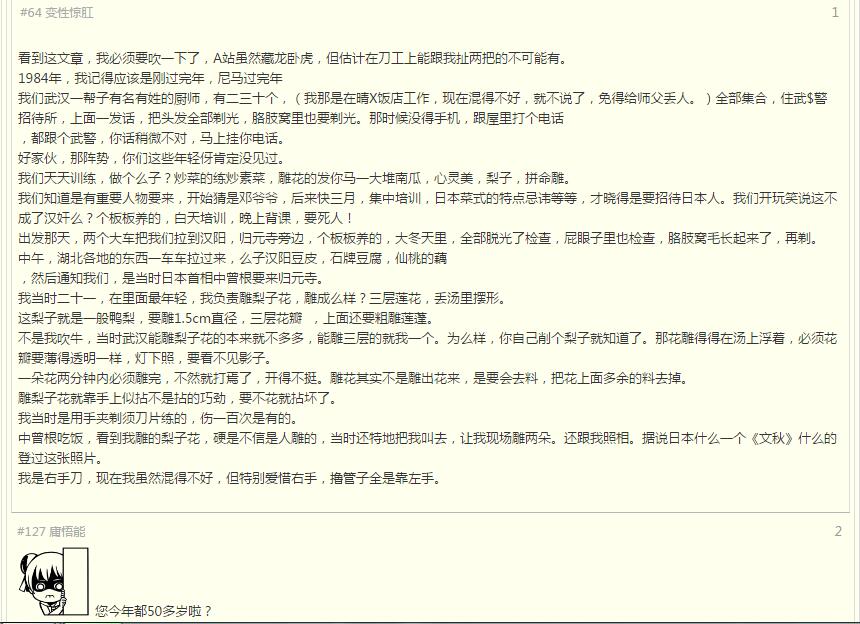 #64 变性惊肛
1
看到这文章，我必须要吹一下了，A站虽然藏龙卧虎，但估计在刀工上能跟我扯两把的不可能有。
1984年，我记得应该是刚过完年，尼马过完年
我们武汉一帮子有名有姓的厨师，有二三十个，（我那是在晴X饭店工作，现在混得不好，就不说了，免得给师父丢人。）全部集合，住武$警
招待所，上面一发话，把头发全部剃光，胳肢窝里也要剃光。那时候没得手机，跟屋里打个电话
，都跟个武警，你话稍微不对，马上挂你电话。
好家伙，那阵势，你们这些年轻伢肯定没见过。
我们天天训练，做个么子？炒菜的练炒素菜，雕花的发你马一大堆南瓜，心灵美，梨子，拼命雕。
我们知道是有重要人物要来，开始猜是邓爷爷，后来快三月，集中培训，日本菜式的特点忌讳等等，才晓得是要招待日本人。我们开玩笑说这不
成了汉奸么？个板板养的，白天培训，晚上背课，要死人！
出发那天，两个大车把我们拉到汉阳，归元寺旁边，个板板养的，大冬天里，全部脱光了检查，屁眼子里也检查，胳肢窝毛长起来了，再剃。
中午，湖北各地的东西一车车拉过来，么子汉阳豆皮，石牌豆腐，仙桃的藕
，然后通知我们，是当时日本首相中曾根要来归元寺。
我当时二十一，在里面最年轻，我负责雕梨子花，雕成么样？三层莲花，丢汤里摆形。
这梨子就是一般鸭梨，要雕1.5cm直径，三层花瓣 ，上面还要粗雕莲蓬。
不是我吹牛，当时武汉能雕梨子花的本来就不多多，能雕三层的就我一个。为么样，你自己削个梨子就知道了。那花雕得得在汤上浮着，必须花
瓣要薄得透明一样，灯下照，要看不见影子。
一朵花两分钟内必须雕完，不然就打蔫了，开得不挺。雕花其实不是雕出花来，是要会去料，把花上面多余的料去掉。
雕梨子花就靠手上似拈不是拈的巧劲，要不花就拈坏了。
我当时是用手夹剃须刀片练的，伤一百次是有的。
中曾根吃饭，看到我雕的梨子花，硬是不信是人雕的，当时还特地把我叫去，让我现场雕两朵。还跟我照相。据说日本什么一个《文秋》什么的
登过这张照片。
我是右手刀，现在我虽然混得不好，但特别爱惜右手，撸管子全是靠左手。
#127 庸悟能
2
您今年都50多岁啦？